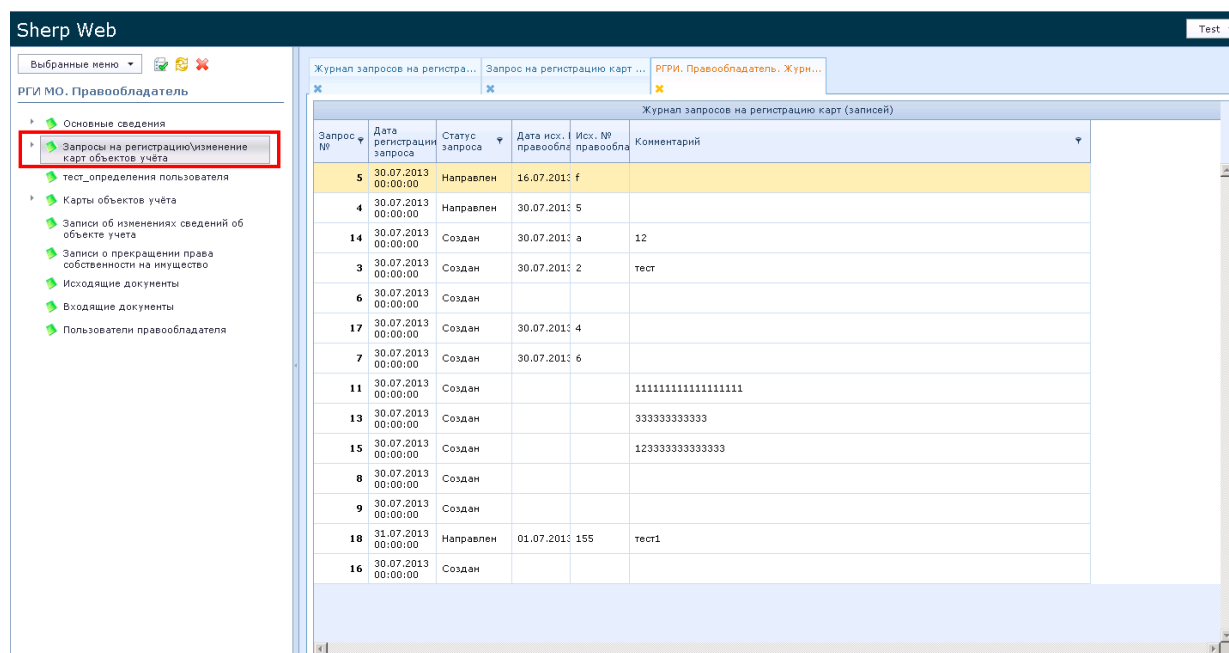 Sherp Web
Test
Выбранные меню
РГИ МО. Правообладатель
Основные сведения
Запросы на регистрацию\изменение
карт объектов учёта
тест_определения пользователя
Карты объектов учёта
Записи об изменениях сведений об
объекте учета
Записи о прекращении права
собственности на имущество
Исходящие документы
Входящие документы
Пользователи правообладателя
Журнал запросов на регистра... Запрос на регистрацию карт ... РГРИ. Правообладатель. Журн...
Журнал запросов на регистрацию карт (записей)
Запрос №
Дата регистрации запроса
Статус запроса
Дата исх. правообла
Исх. № правообла
Комментарий
5 30.07.2013 00:00:00 Направлен 16.07.2013 f
4 30.07.2013 00:00:00 Направлен 30.07.2013 5
14 30.07.2013 00:00:00 Создан 30.07.2013 a 12
3 30.07.2013 00:00:00 Создан 30.07.2013 2 тест
6 30.07.2013 00:00:00 Создан
17 30.07.2013 00:00:00 Создан 30.07.2013 4
7 30.07.2013 00:00:00 Создан 30.07.2013 6
11 30.07.2013 00:00:00 Создан 111111111111111111
13 30.07.2013 00:00:00 Создан 333333333333
15 30.07.2013 00:00:00 Создан 123333333333333
8 30.07.2013 00:00:00 Создан
9 30.07.2013 00:00:00 Создан
18 31.07.2013 00:00:00 Направлен 01.07.2013 155 тест1
16 30.07.2013 00:00:00 Создан